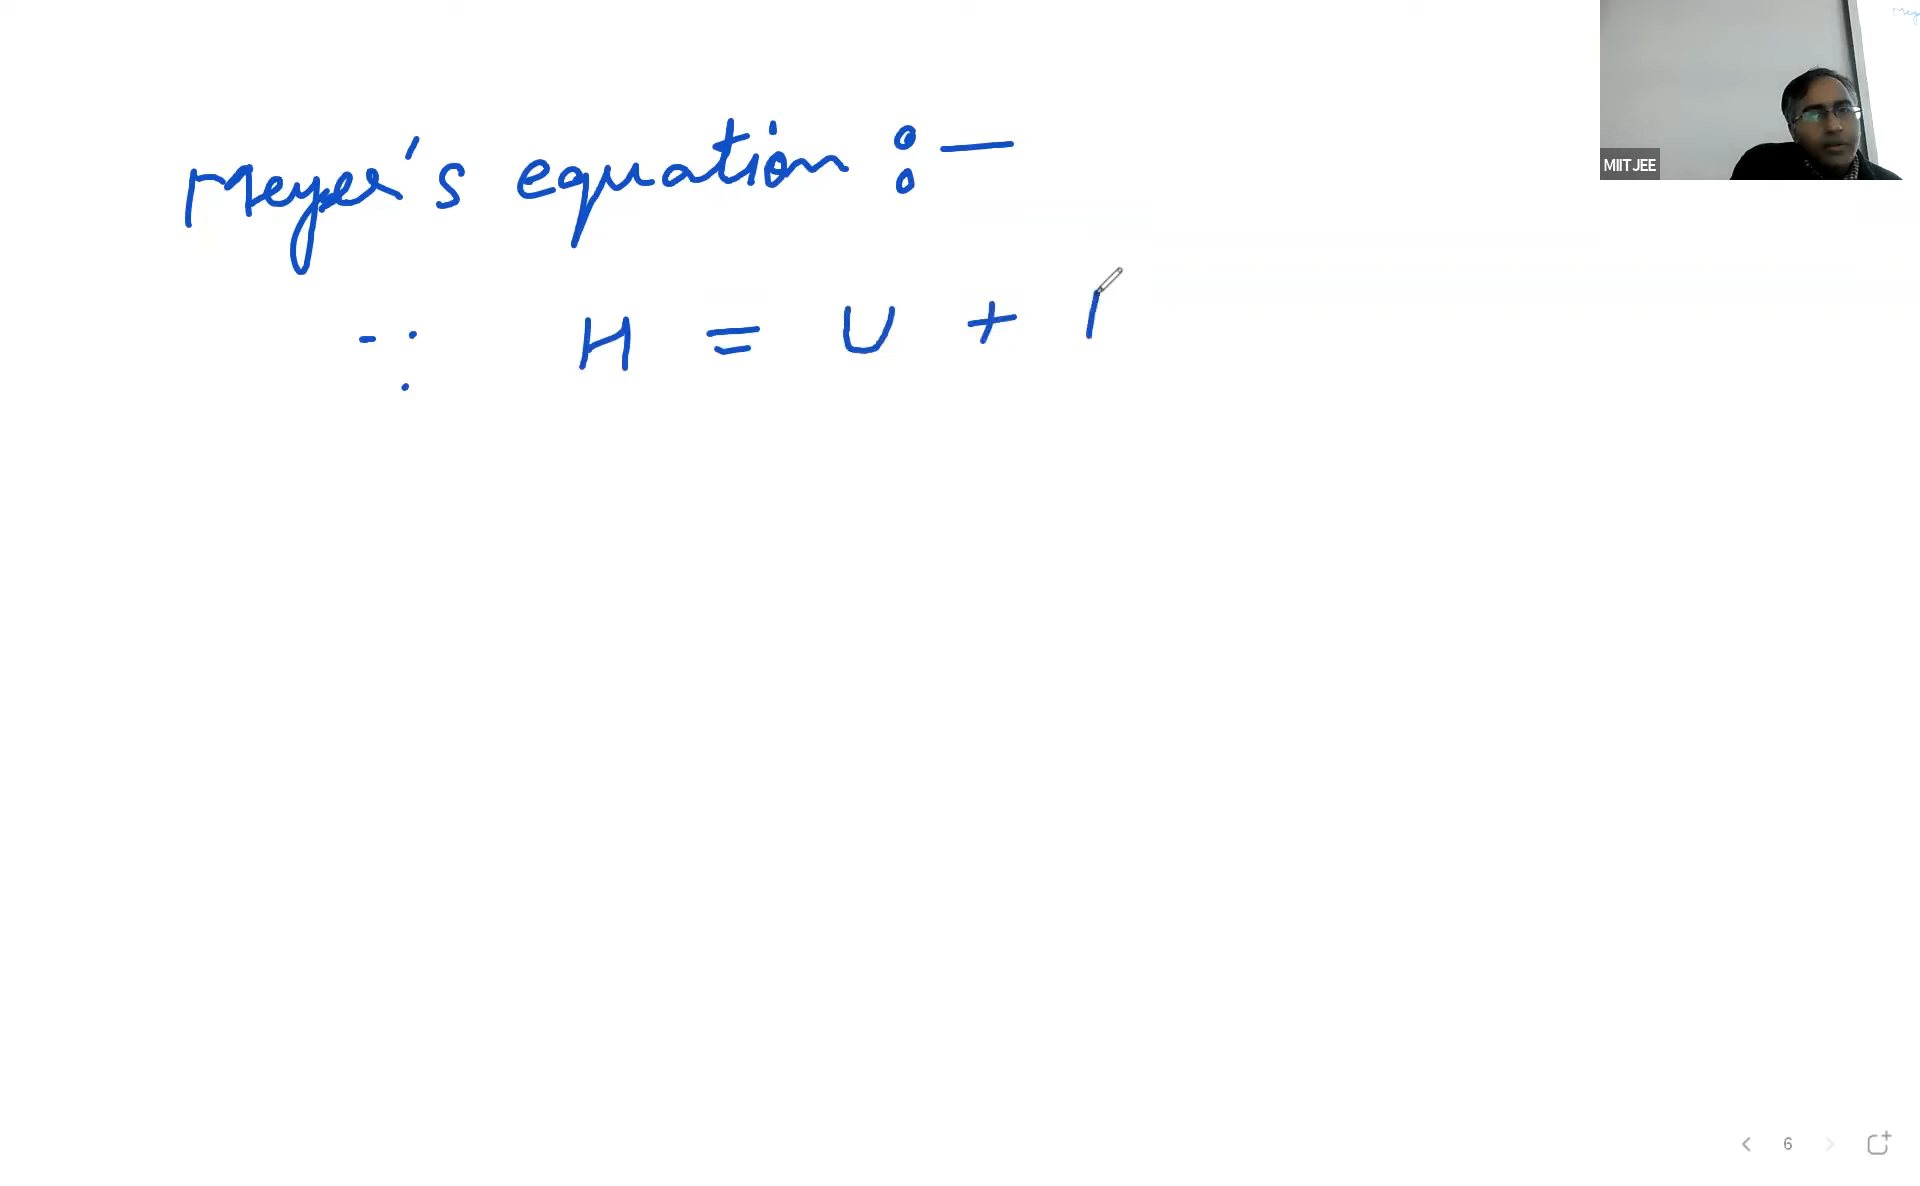 Meyer's equation :—
∵ H = U +
MIIT JEE
6